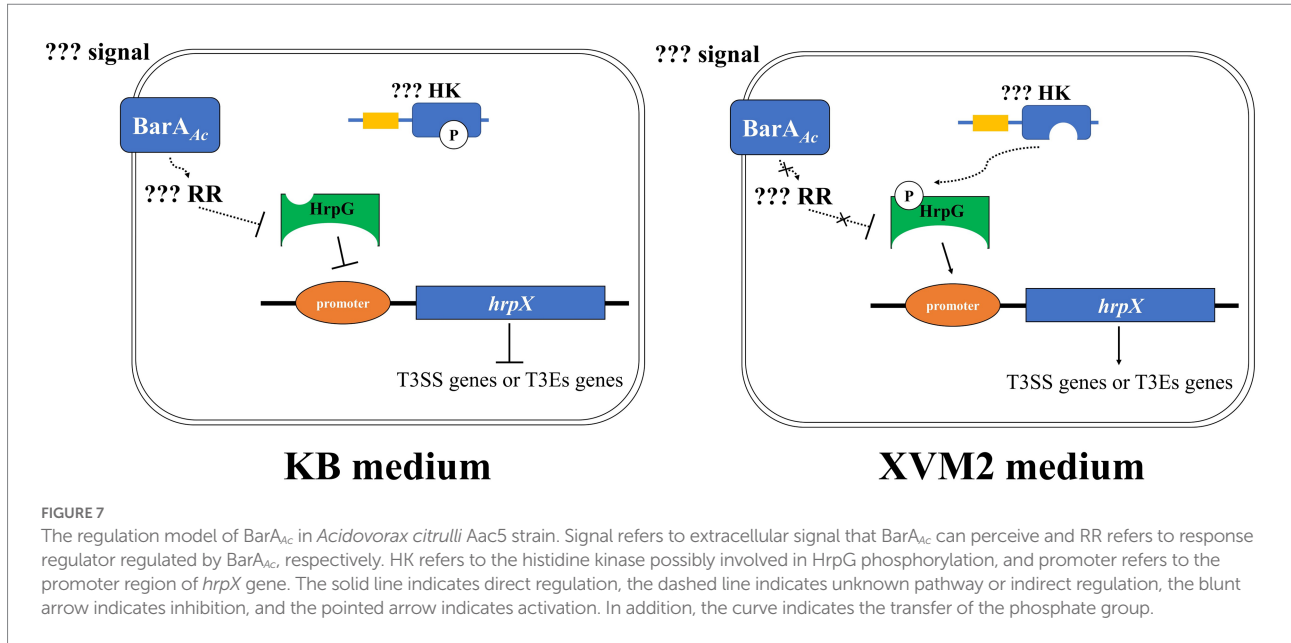 ??? signal
BarA_Ac
??? HK
P
??? RR
HrpG
promoter
hrpX
T3SS genes or T3Es genes
KB medium
??? signal
BarA_Ac
??? HK
??? RR
P
HrpG
promoter
hrpX
T3SS genes or T3Es genes
XVM2 medium
FIGURE 7
The regulation model of BarA_Ac in Acidovorax citrulli Aac5 strain. Signal refers to extracellular signal that BarA_Ac can perceive and RR refers to response
regulator regulated by BarA_Ac, respectively. HK refers to the histidine kinase possibly involved in HrpG phosphorylation, and promoter refers to the
promoter region of hrpX gene. The solid line indicates direct regulation, the dashed line indicates unknown pathway or indirect regulation, the blunt
arrow indicates inhibition, and the pointed arrow indicates activation. In addition, the curve indicates the transfer of the phosphate group.